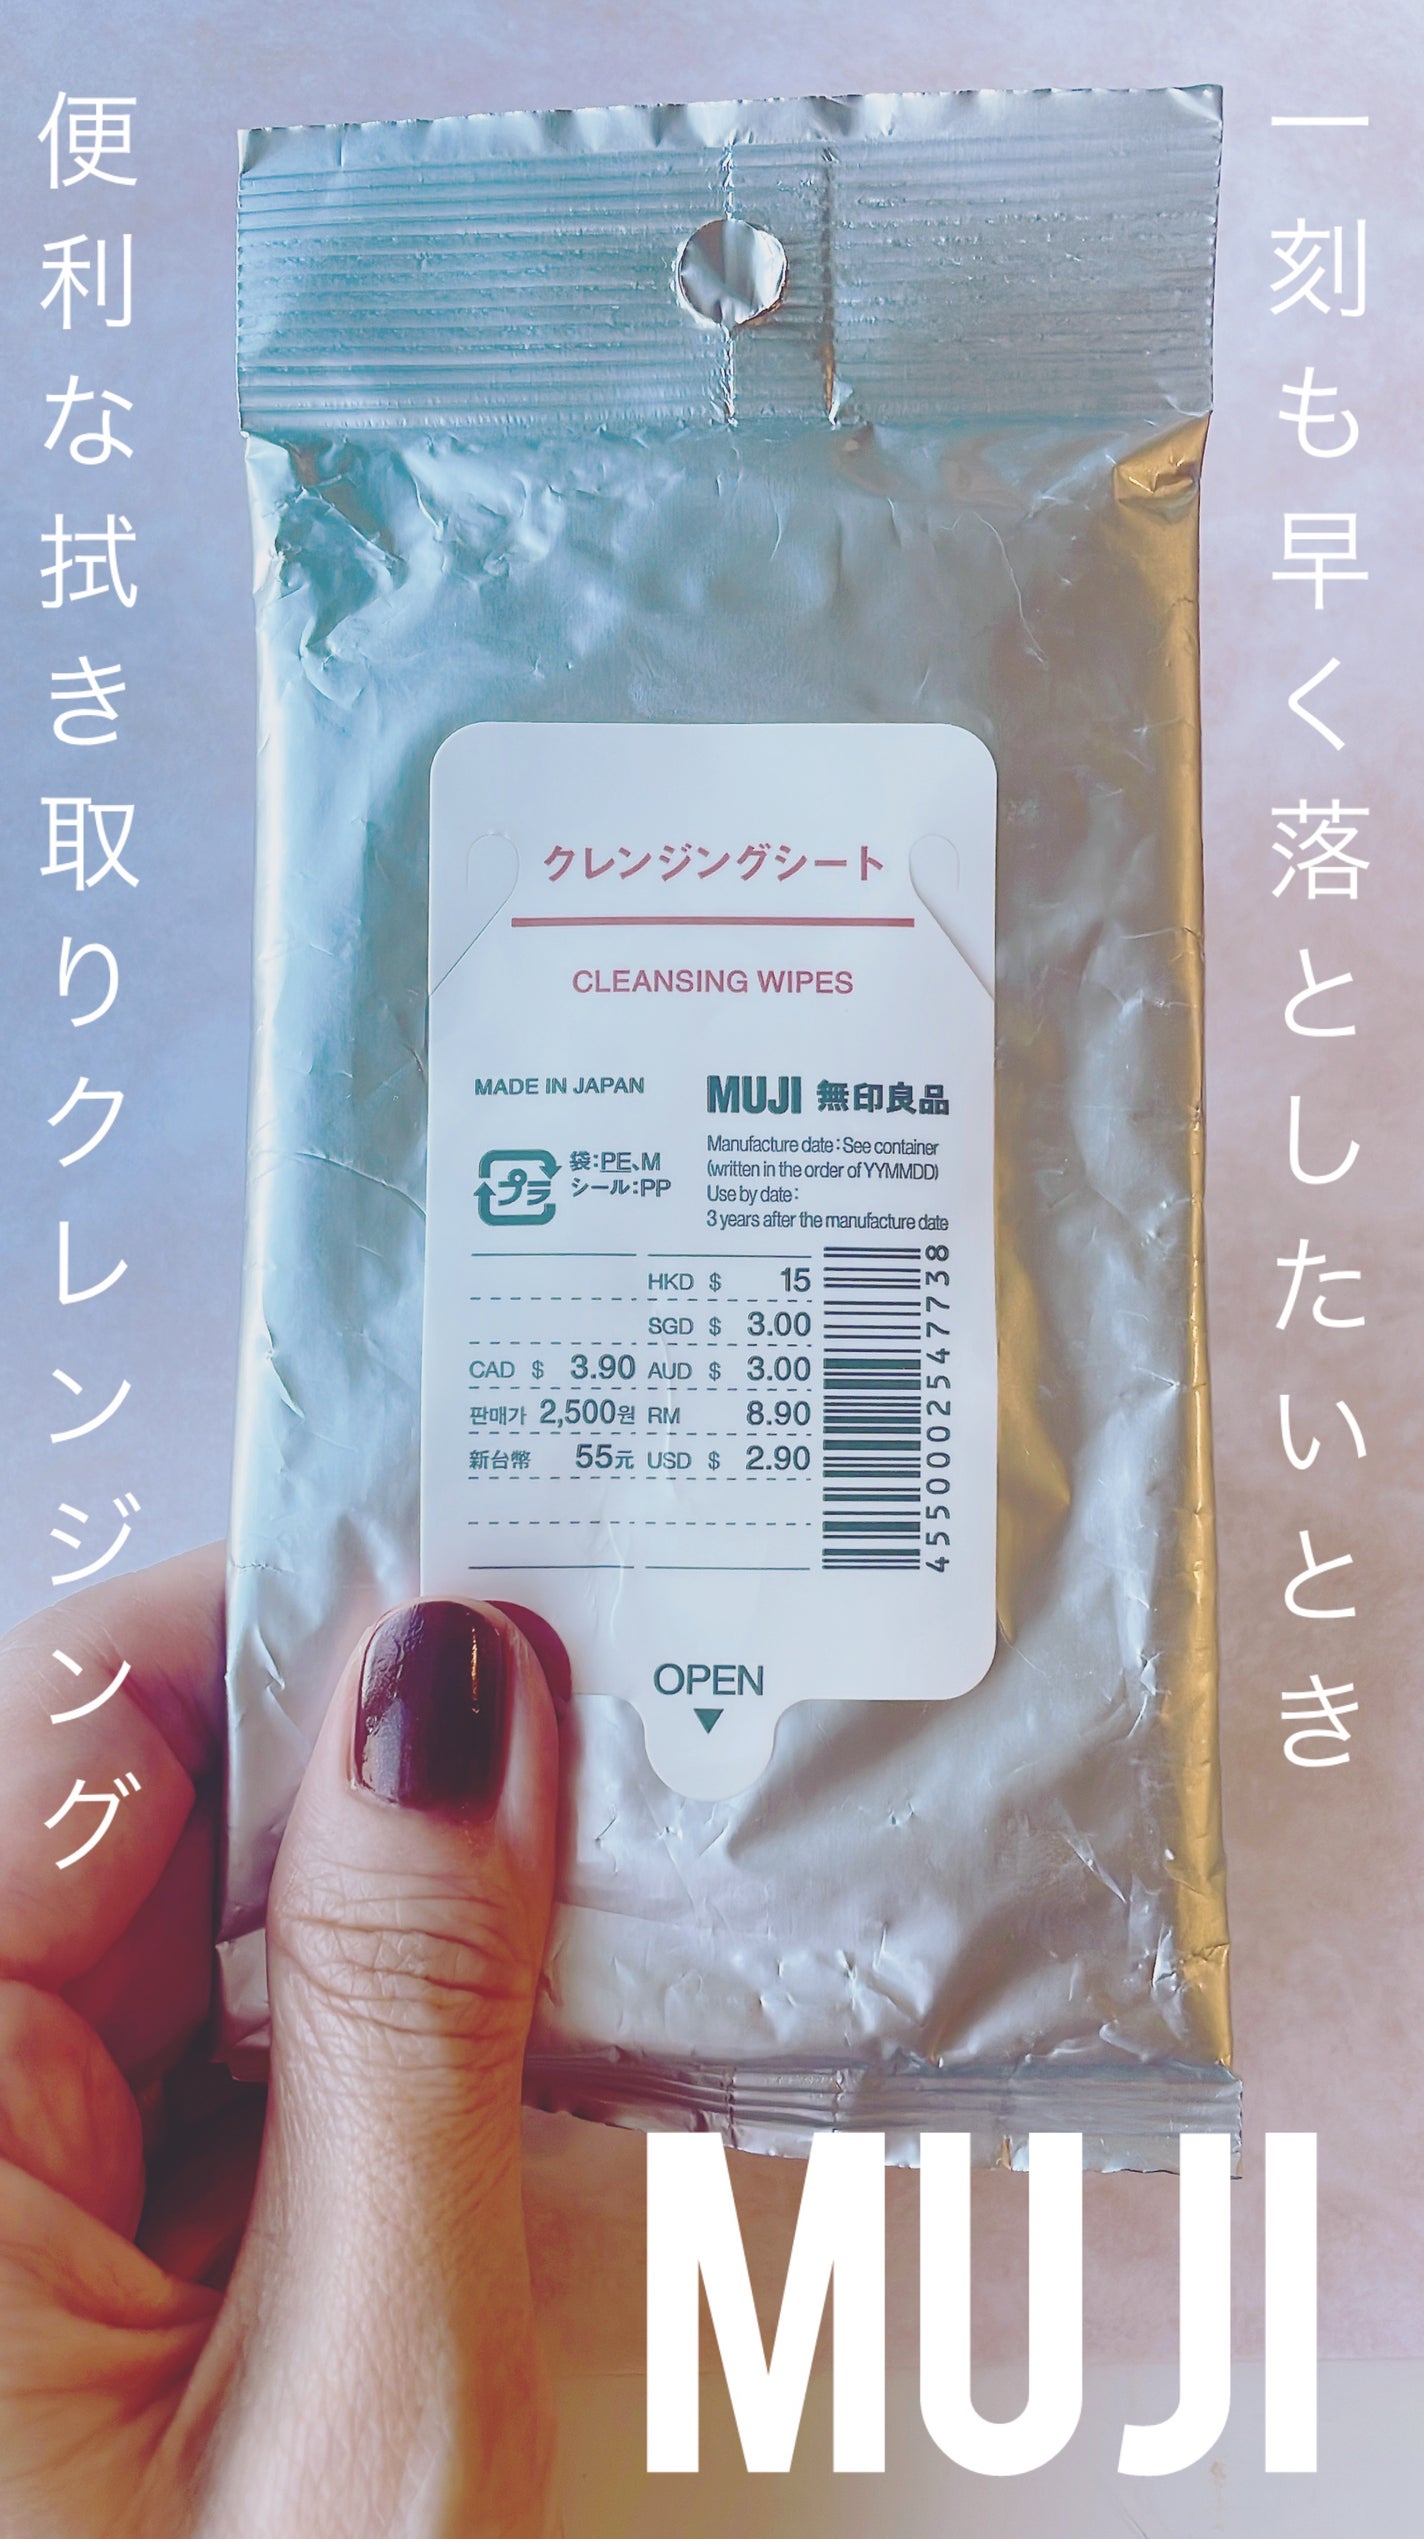 一刻も早く落としたいとき
便利な拭き取りクレンジング
クレンジングシート
CLEANSING WIPES
MADE IN JAPAN
MUJI 無印良品
Manufacture date : See container
(written in the order of YYMMDD)
Use by date :
3 years after the manufacture date
プラ
袋:PE、M
シール:PP
HKD $ 15
SGD $ 3.00
CAD $ 3.90 AUD $ 3.00
판매가 2,500원 RM 8.90
新台幣 55元 USD $ 2.90
4550002547738
OPEN
MUJI